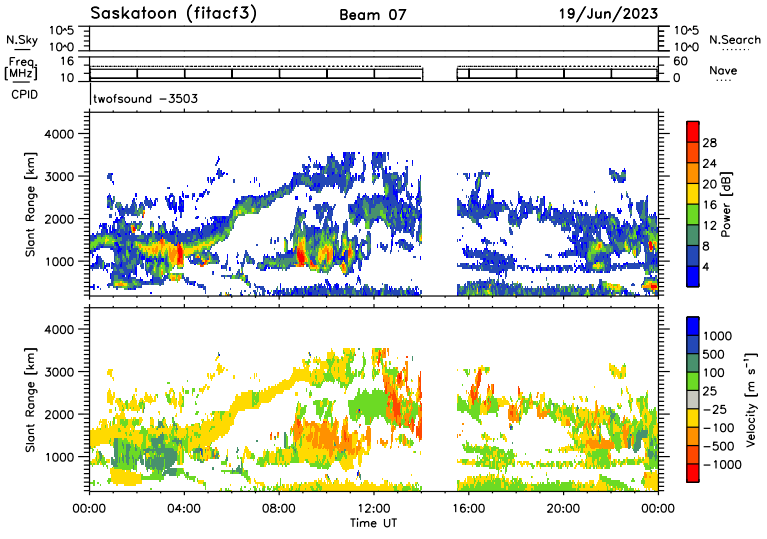 Saskatoon (fitacf3) Beam 07 19/Jun/2023
N.Sky 10^5 10^5 N.Search
10^0 10^0
Freq. 16 60
[MHz] Nave
10 0
CPID twofsound -3503
4000
3000
2000
1000
Slant Range [km]
28
24
20
16
12
8
4
Power [dB]
4000
3000
2000
1000
Slant Range [km]
1000
500
100
25
-25
-100
-500
-1000
Velocity [m s⁻¹]
00:00 04:00 08:00 12:00 16:00 20:00 00:00
Time UT